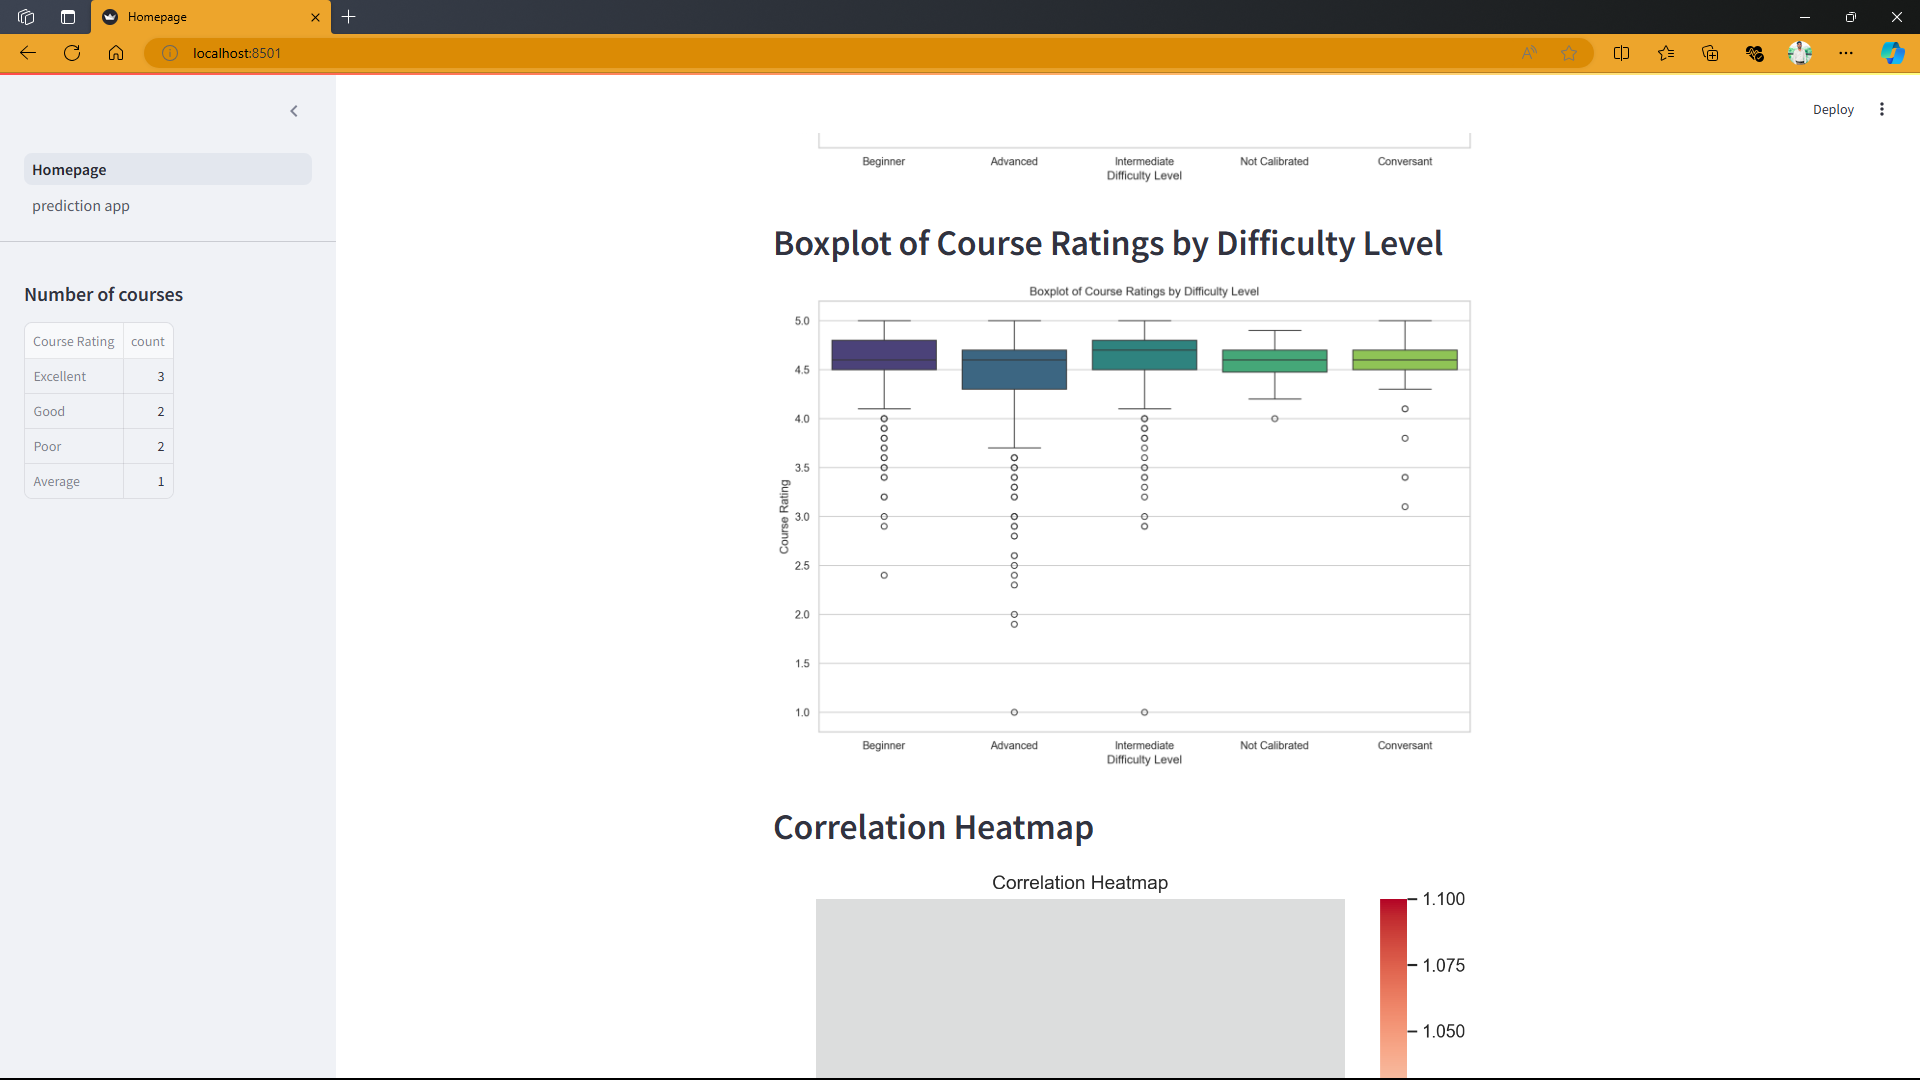 Homepage
localhost:8501
Deploy
Homepage
prediction app
Number of courses
Course Rating count
Excellent 3
Good 2
Poor 2
Average 1
Beginner Advanced Intermediate Not Calibrated Conversant
Difficulty Level
Boxplot of Course Ratings by Difficulty Level
Boxplot of Course Ratings by Difficulty Level
5.0
4.5
4.0
3.5
3.0
2.5
2.0
1.5
1.0
Course Rating
Beginner Advanced Intermediate Not Calibrated Conversant
Difficulty Level
Correlation Heatmap
Correlation Heatmap
1.100
1.075
1.050